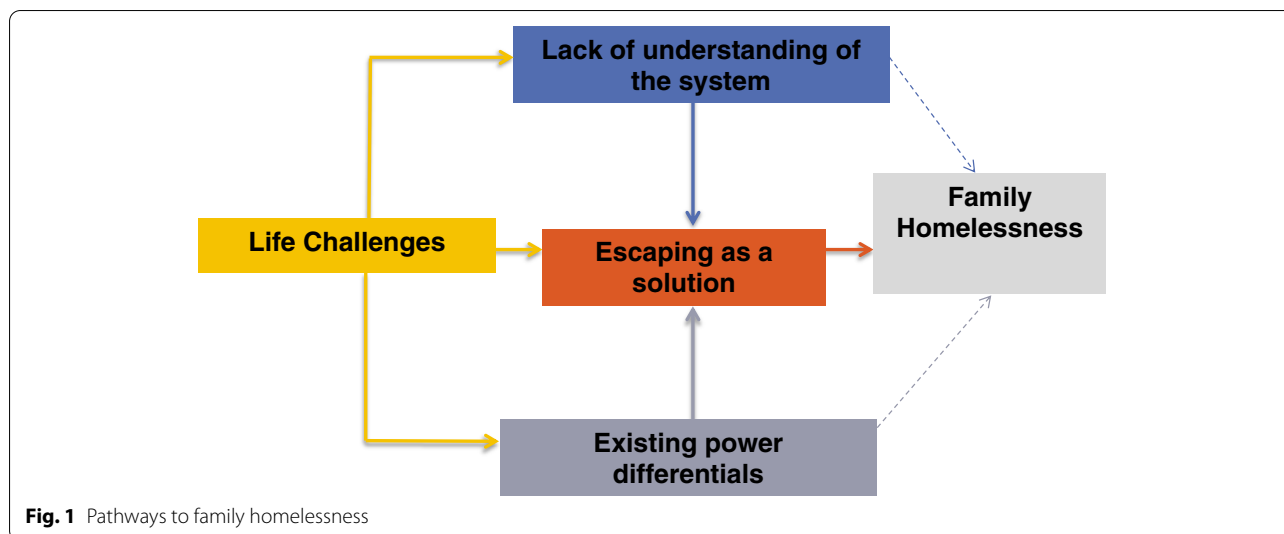 Lack of understanding of
the system
Life Challenges
Escaping as a
solution
Family
Homelessness
Existing power
differentials
Fig. 1 Pathways to family homelessness